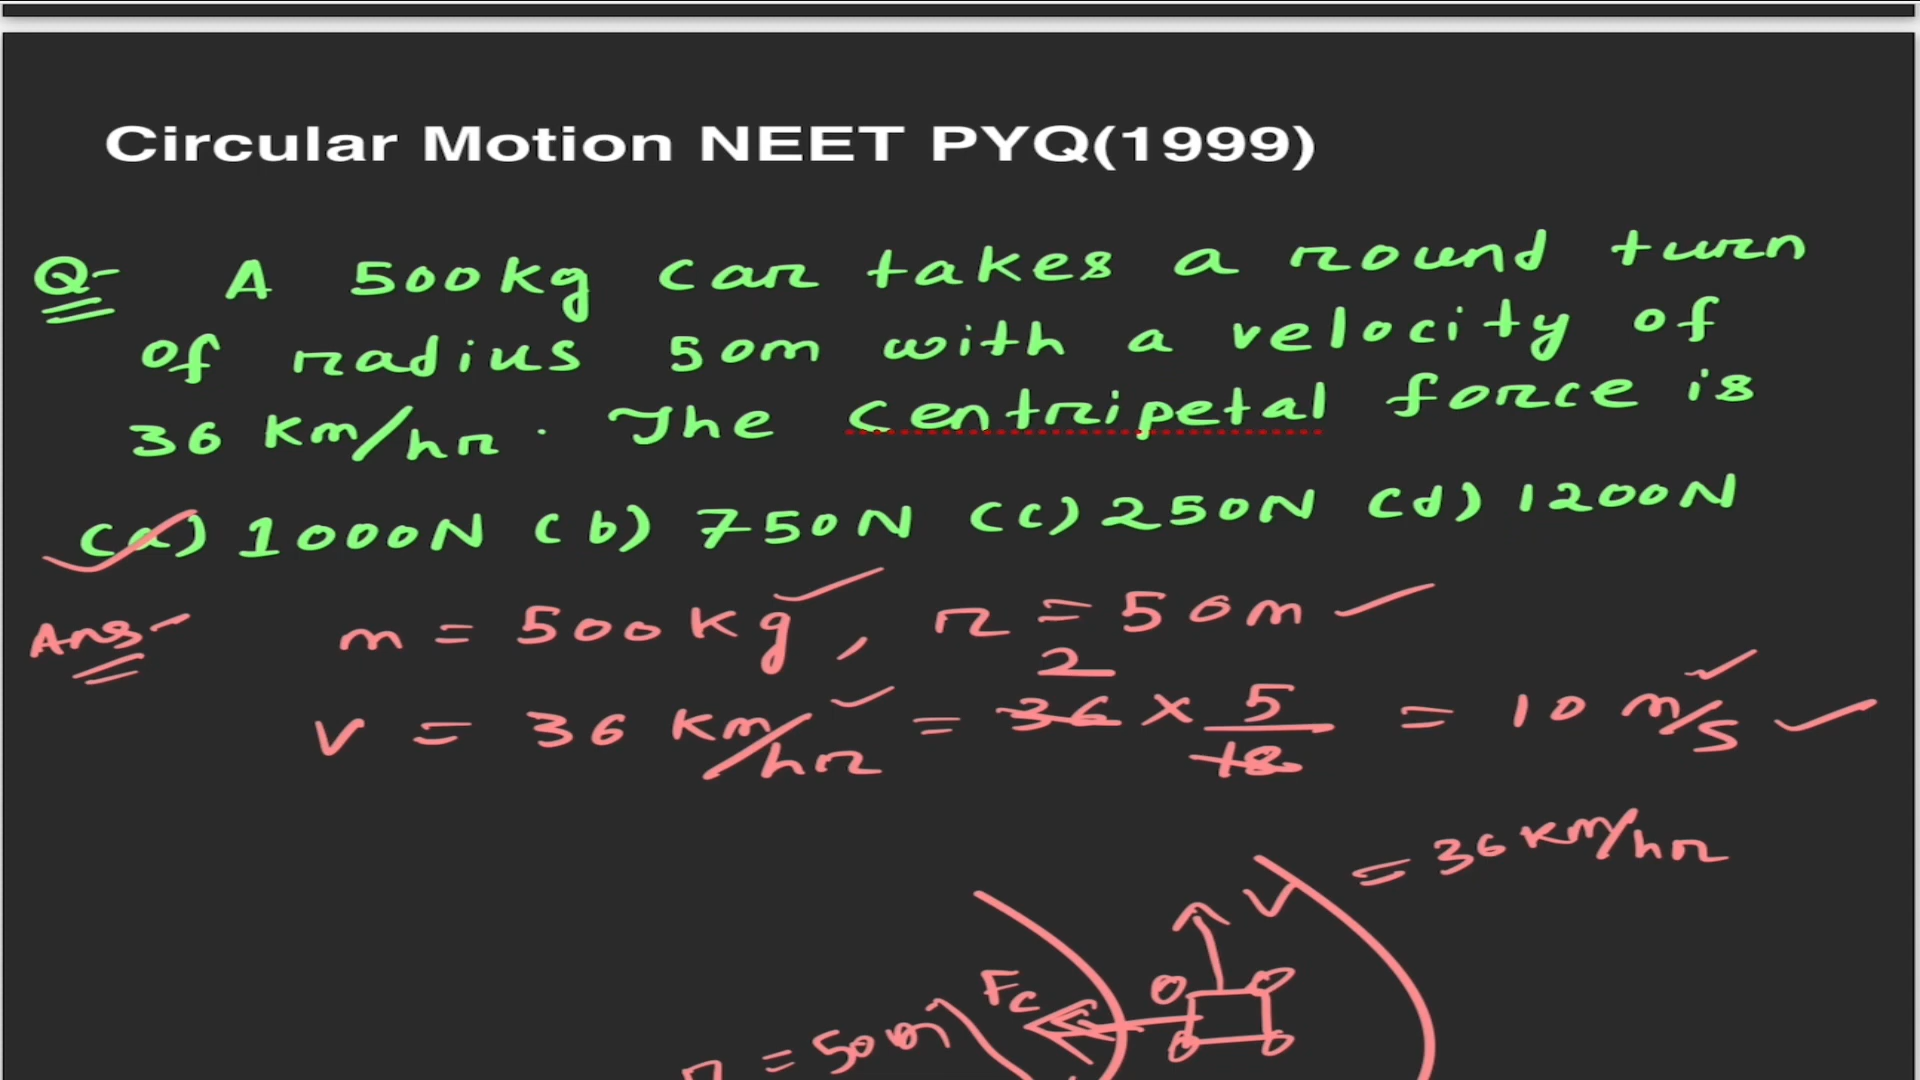 Circular Motion NEET PYQ(1999)
Q- A 500kg car takes a round turn
of radius 50m with a velocity of
36 Km/hr. The centripetal force is
(a) 1000N (b) 750N (c) 250N (d) 1200N
Ans- m = 500kg, r = 50m
2
v = 36 Km/hr = 36 × 5/18 = 10 m/s
V = 36 Km/hr
Fc
r = 50m